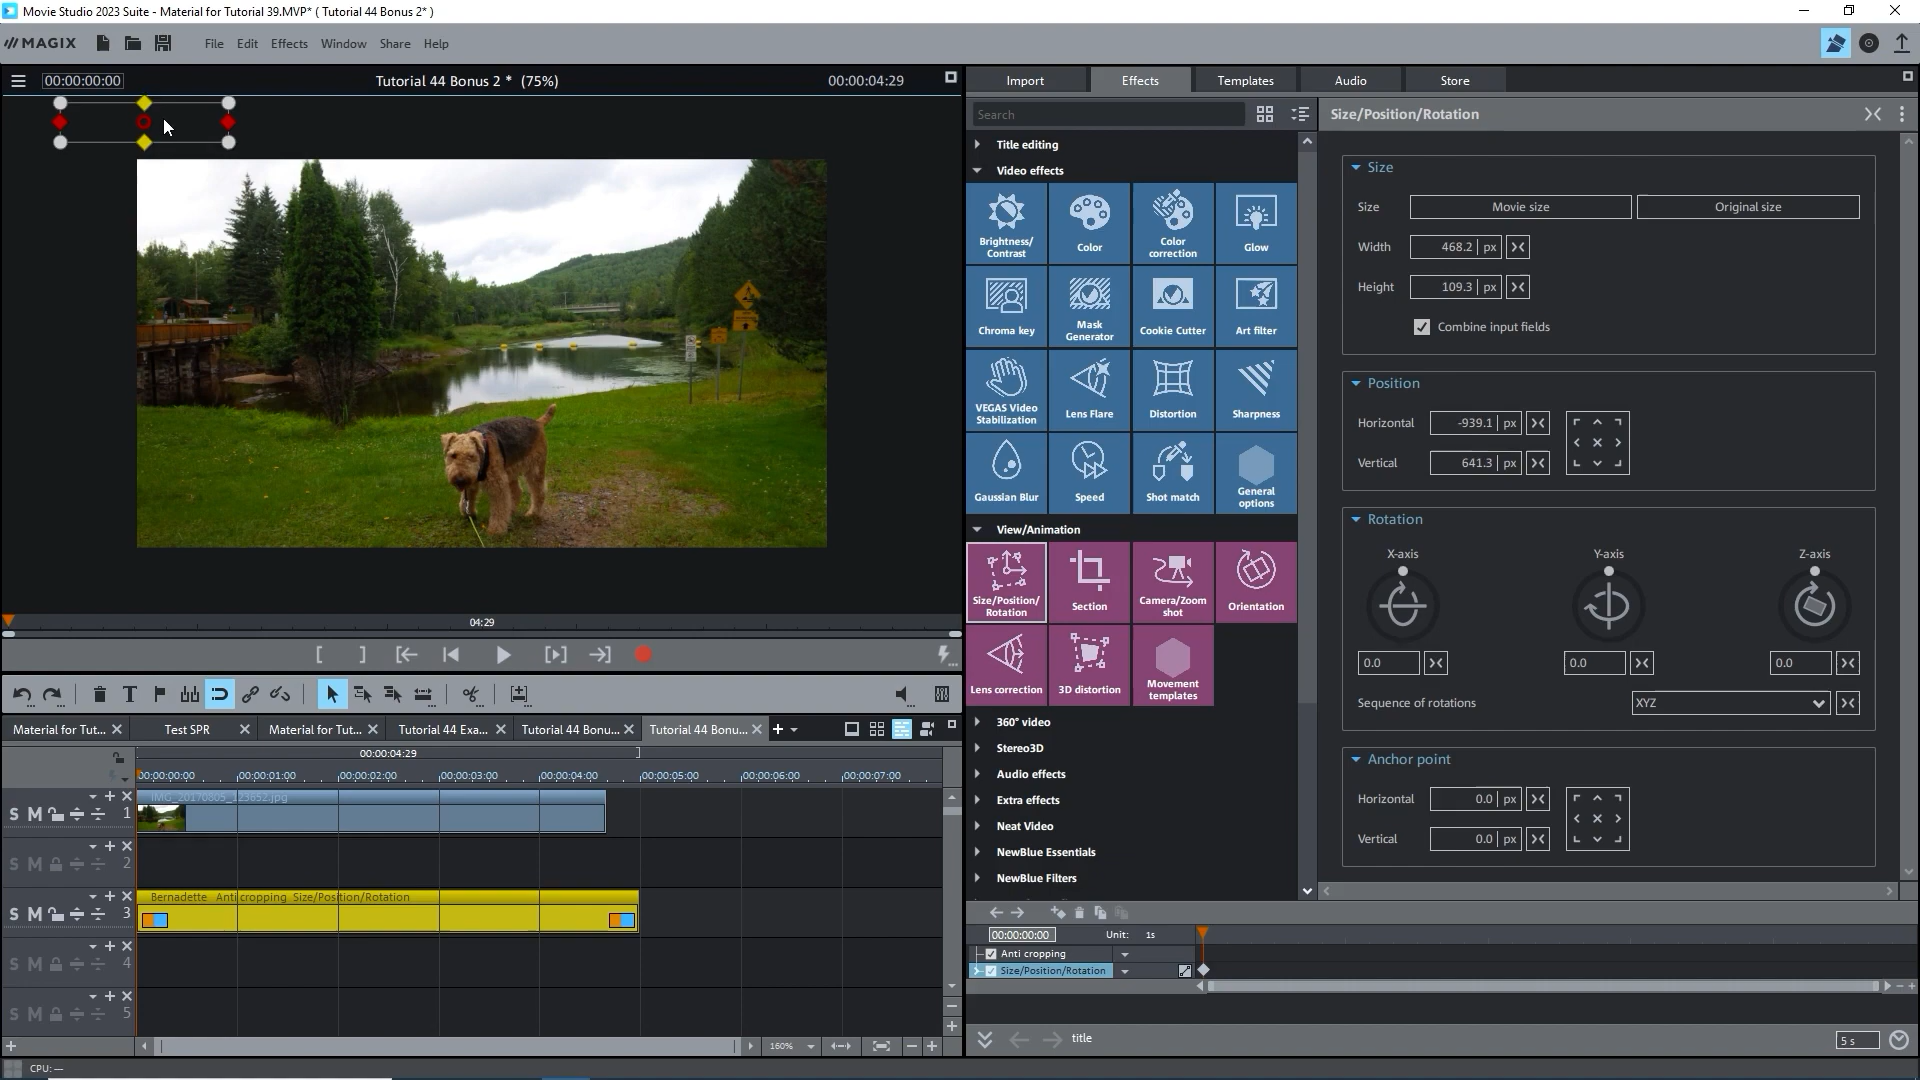 Movie Studio 2023 Suite - Material for Tutorial 39.MVP* ( Tutorial 44 Bonus 2* )
MAGIX File Edit Effects Window Share Help
00:00:00:00 Tutorial 44 Bonus 2 * (75%) 00:00:04:29
04:29
Material for Tut... Test SPR Material for Tut... Tutorial 44 Exa... Tutorial 44 Bonu... Tutorial 44 Bonu...
00:00:04:29
00:00:00:00 00:00:01:00 00:00:02:00 00:00:03:00 00:00:04:00 00:00:05:00 00:00:06:00 00:00:07:00
IMG_20170805_123652.jpg
S M 1
S M 2
Bernadette Anti cropping Size/Position/Rotation
S M 3
S M 4
S M 5
160%
CPU: —
Import Effects Templates Audio Store
Search
Title editing
Video effects
Brightness/ Contrast
Color
Color correction
Glow
Chroma key
Mask Generator
Cookie Cutter
Art filter
VEGAS Video Stabilization
Lens Flare
Distortion
Sharpness
Gaussian Blur
Speed
Shot match
General options
View/Animation
Size/Position/ Rotation
Section
Camera/Zoom shot
Orientation
Lens correction
3D distortion
Movement templates
360° video
Stereo3D
Audio effects
Extra effects
Neat Video
NewBlue Essentials
NewBlue Filters
Size/Position/Rotation
Size
Size Movie size Original size
Width 468.2 px
Height 109.3 px
Combine input fields
Position
Horizontal -939.1 px
Vertical 641.3 px
Rotation
X-axis Y-axis Z-axis
0.0 0.0 0.0
Sequence of rotations XYZ
Anchor point
Horizontal 0.0 px
Vertical 0.0 px
00:00:00:00 Unit: 1s
Anti cropping
Size/Position/Rotation
title 5 s